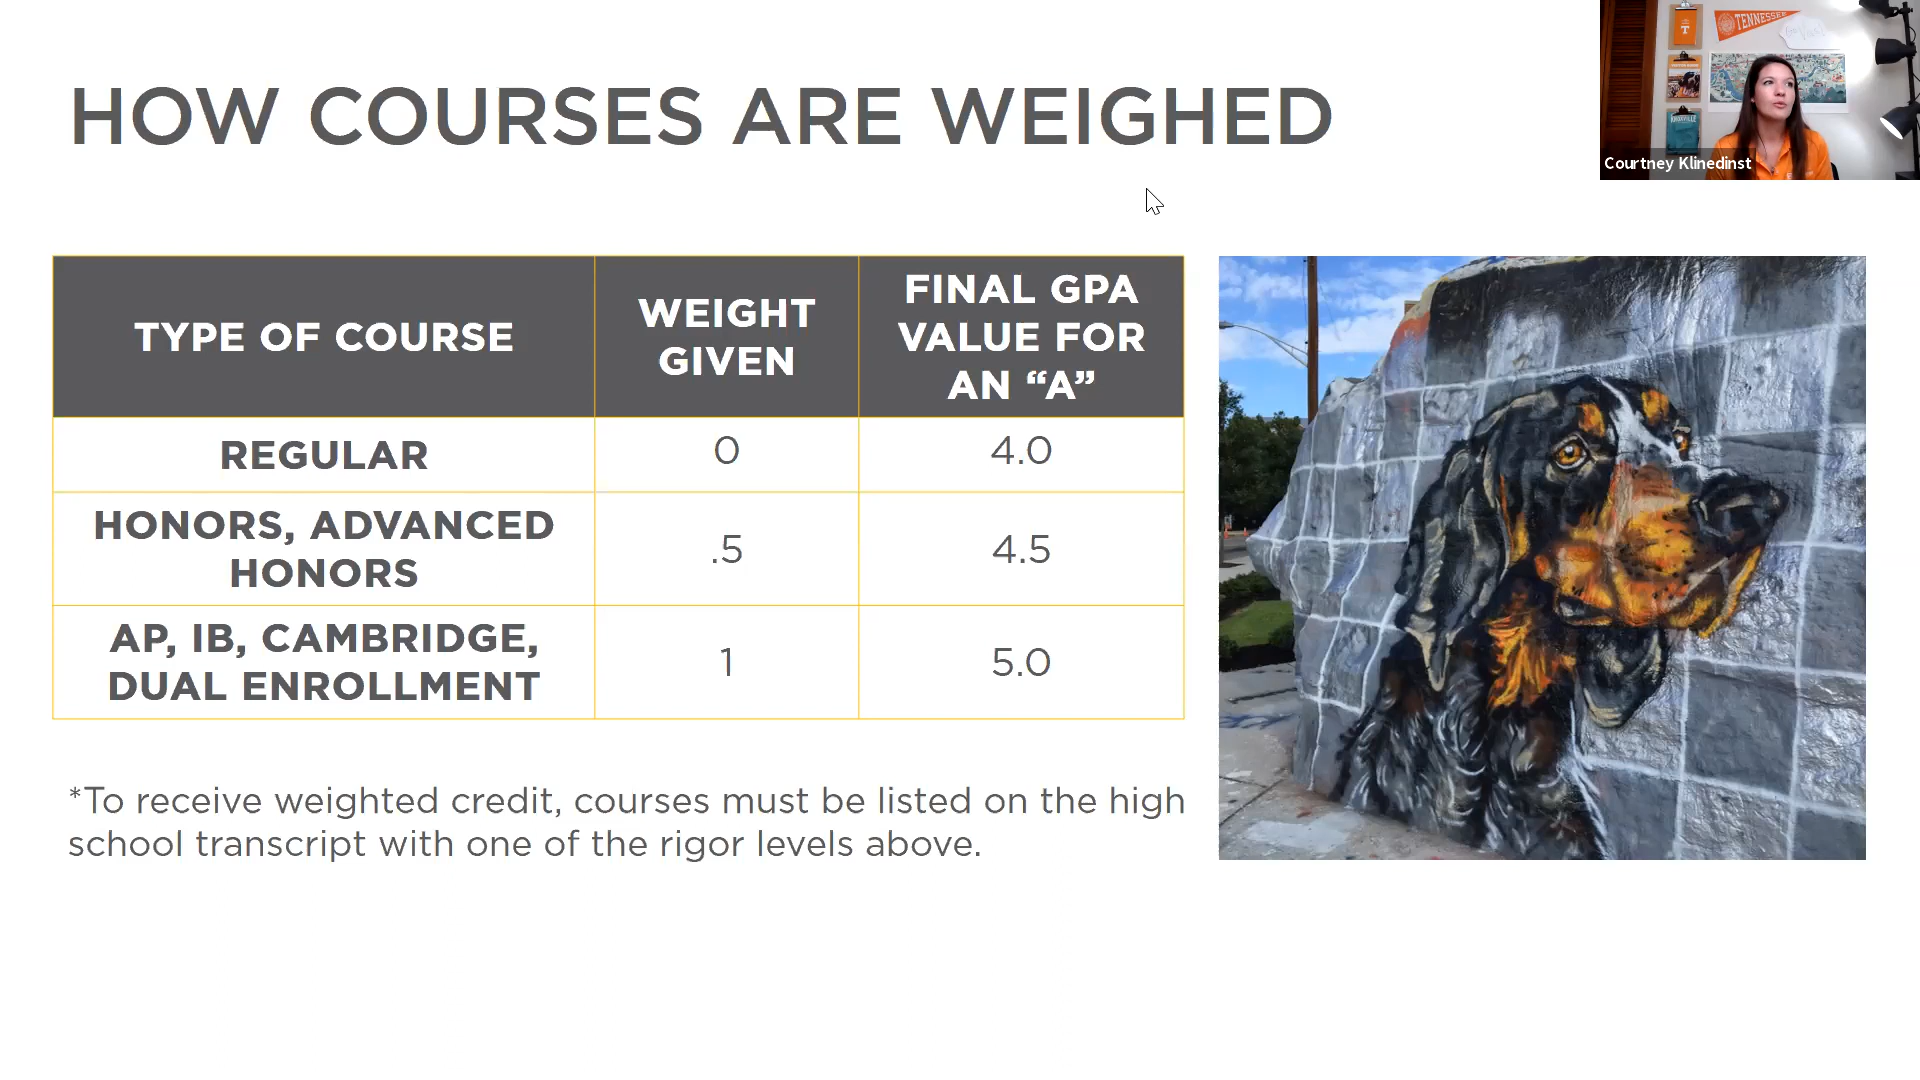 HOW COURSES ARE WEIGHED
TENNESSEE
T
KNOXVILLE
Courtney Klinedinst
TYPE OF COURSE
WEIGHT
GIVEN
FINAL GPA
VALUE FOR
AN “A”
REGULAR
0
4.0
HONORS, ADVANCED
HONORS
.5
4.5
AP, IB, CAMBRIDGE,
DUAL ENROLLMENT
1
5.0
*To receive weighted credit, courses must be listed on the high
school transcript with one of the rigor levels above.